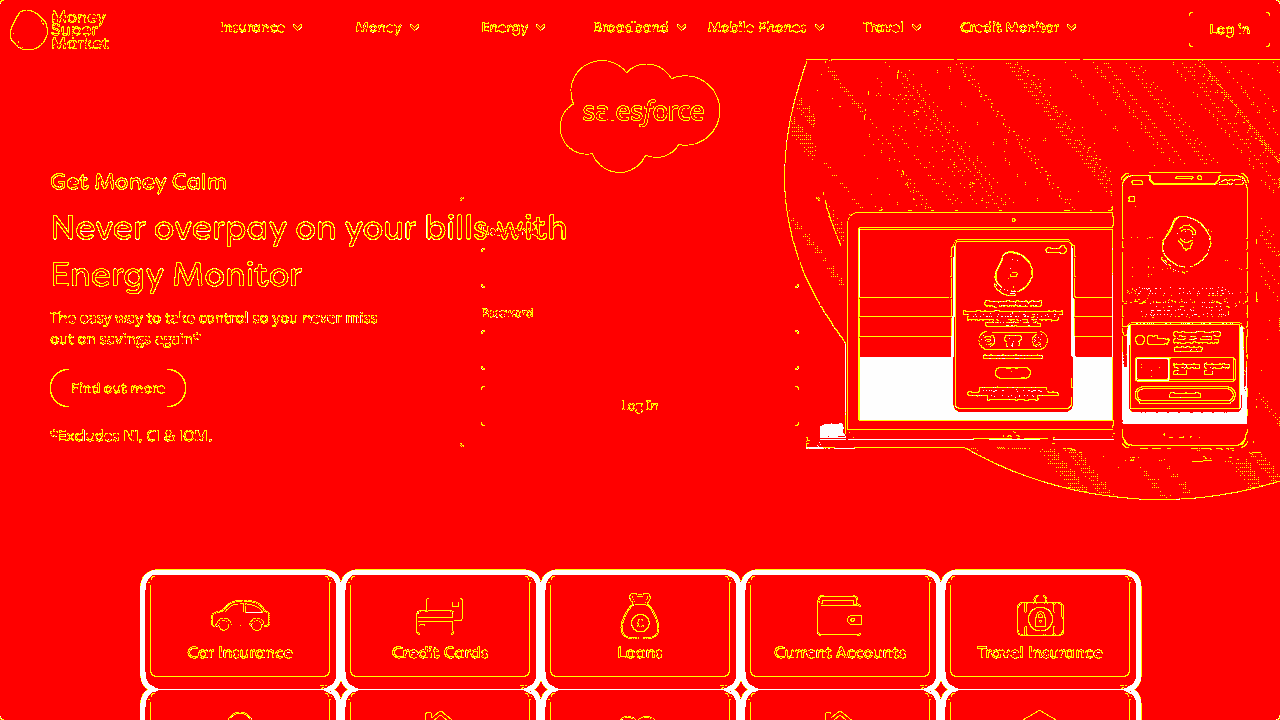 Money
Super
Market
Insurance
Money
Energy
Broadband
Mobile Phones
Travel
Credit Monitor
Log in
salesforce
Get Money Calm
Never overpay on your bills with
Energy Monitor
The easy way to take control so you never miss
out on savings again*
Find out more
*Excludes NI, CI & IOM.
Password
Log In
Car Insurance
Credit Cards
Loans
Current Accounts
Travel Insurance